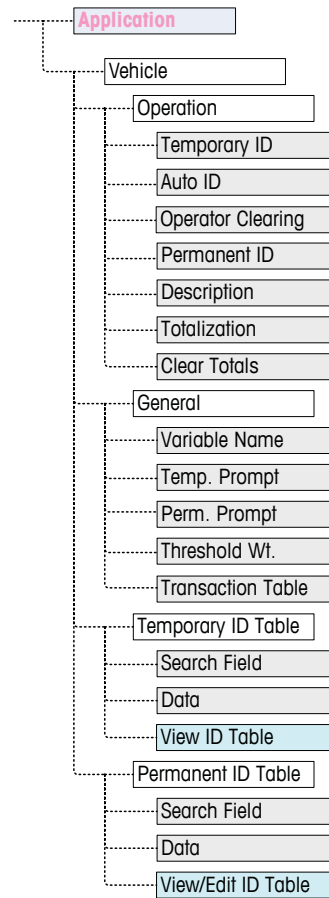 Application
Vehicle
Operation
Temporary ID
Auto ID
Operator Clearing
Permanent ID
Description
Totalization
Clear Totals
General
Variable Name
Temp. Prompt
Perm. Prompt
Threshold Wt.
Transaction Table
Temporary ID Table
Search Field
Data
View ID Table
Permanent ID Table
Search Field
Data
View/Edit ID Table